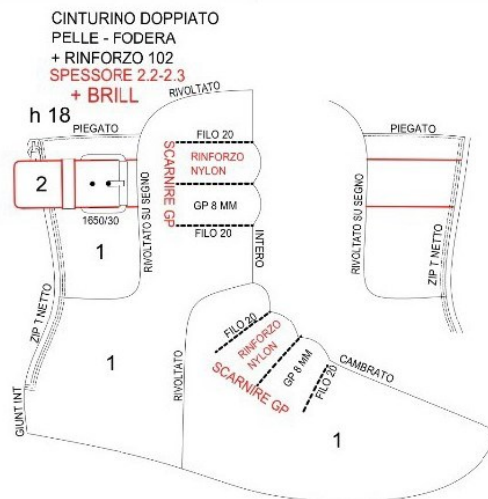 CINTURINO DOPPIATO
PELLE - FODERA
+ RINFORZO 102
SPESSORE 2.2-2.3
+ BRILL
h 18
RIVOLTATO
PIEGATO
PIEGATO
FILO 20
SCARNIRE GP
RINFORZO
NYLON
2
GP 8 MM
1650/30
FILO 20
RIVOLTATO SU SEGNO
RIVOLTATO SU SEGNO
INTERO
1
ZIP T NETTO
ZIP T NETTO
FILO 20
RINFORZO
NYLON
GP 8 MM
SCARNIRE GP
FILO 20
CAMBRATO
1
RIVOLTATO
GIUNT INT
1